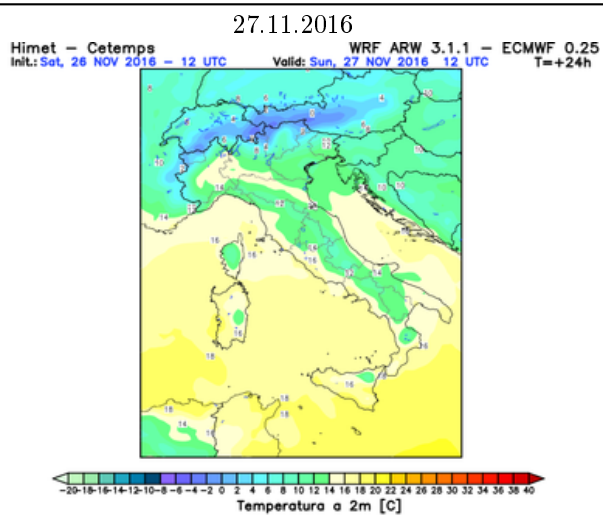 27.11.2016
Himet – Cetemps WRF ARW 3.1.1 – ECMWF 0.25
Init.: Sat, 26 NOV 2016 – 12 UTC Valid: Sun, 27 NOV 2016 12 UTC T=+24h
-20 -18 -16 -14 -12 -10 -8 -6 -4 -2 0 2 4 6 8 10 12 14 16 18 20 22 24 26 28 30 32 34 36 38 40
Temperatura a 2m [C]